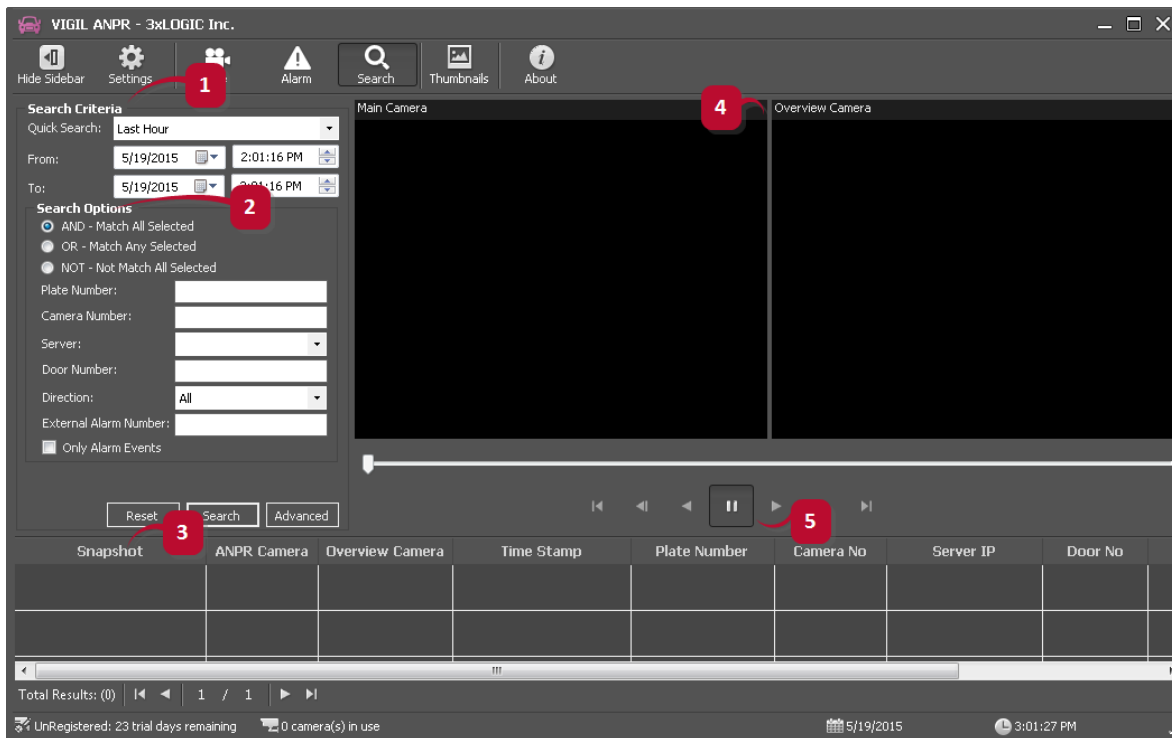 VIGIL ANPR - 3xLOGIC Inc.
Hide Sidebar Settings Alarm Search Thumbnails About
1
Search Criteria
Main Camera
4
Overview Camera
Quick Search: Last Hour
From: 5/19/2015 2:01:16 PM
To: 5/19/2015 :16 PM
2
Search Options
AND - Match All Selected
OR - Match Any Selected
NOT - Not Match All Selected
Plate Number:
Camera Number:
Server:
Door Number:
Direction: All
External Alarm Number:
Only Alarm Events
Reset Search Advanced
3
5
Snapshot ANPR Camera Overview Camera Time Stamp Plate Number Camera No Server IP Door No
Total Results: (0) 1 / 1
UnRegistered: 23 trial days remaining 0 camera(s) in use 5/19/2015 3:01:27 PM